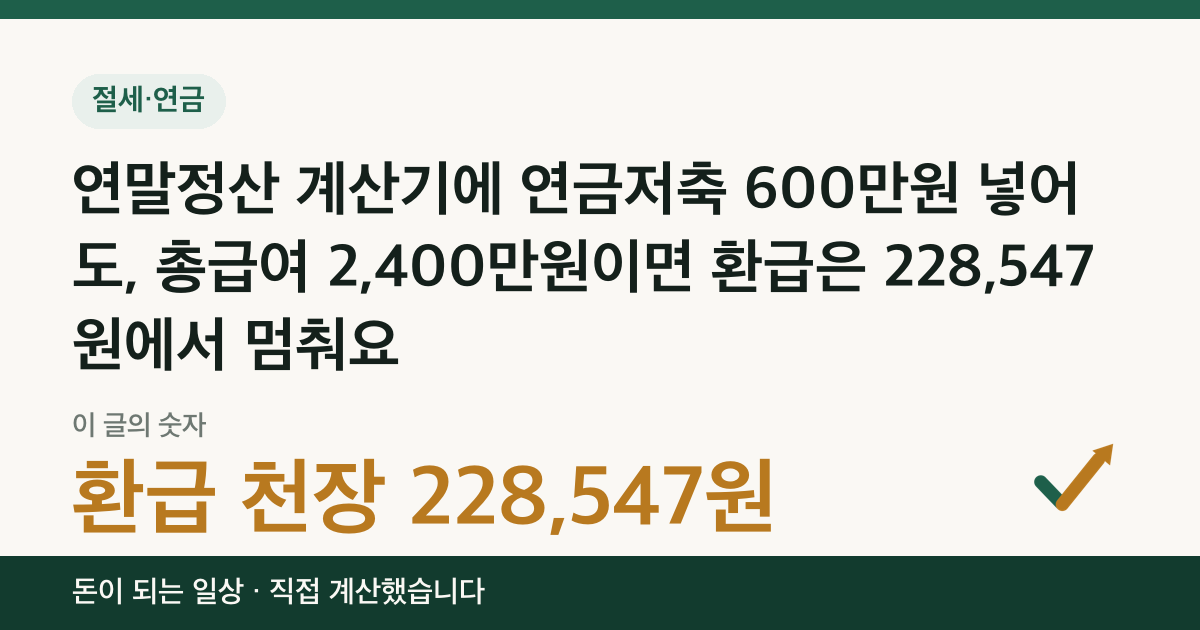 절세·연금
연말정산 계산기에 연금저축 600만원 넣어
도, 총급여 2,400만원이면 환급은 228,547
원에서 멈춰요
이 글의 숫자
환급 천장 228,547원
돈이 되는 일상 · 직접 계산했습니다